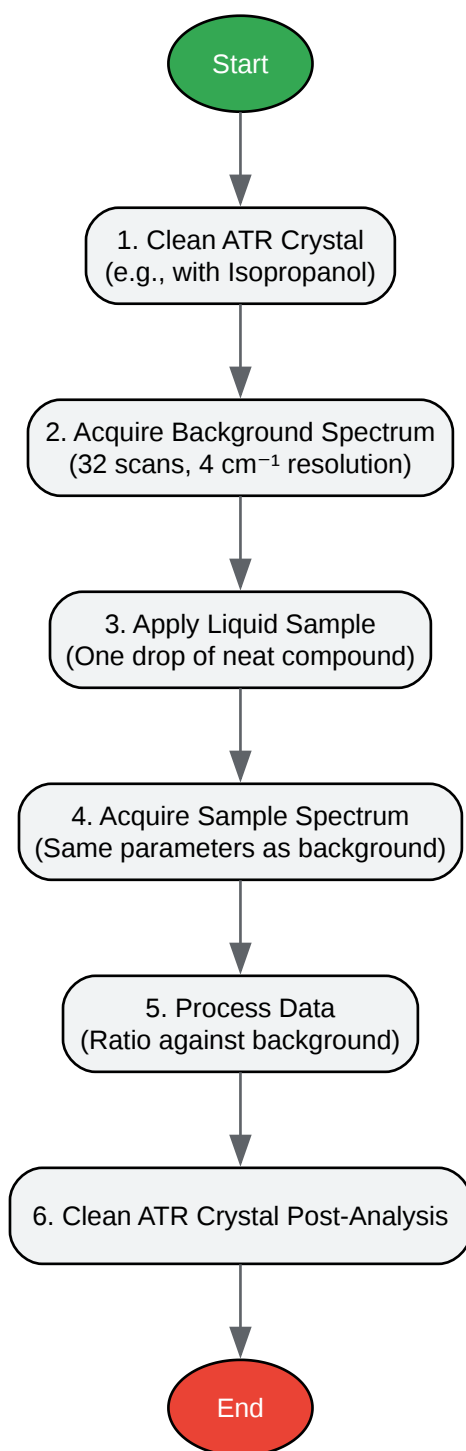 Start
1. Clean ATR Crystal
(e.g., with Isopropanol)
2. Acquire Background Spectrum
(32 scans, 4 cm⁻¹ resolution)
3. Apply Liquid Sample
(One drop of neat compound)
4. Acquire Sample Spectrum
(Same parameters as background)
5. Process Data
(Ratio against background)
6. Clean ATR Crystal Post-Analysis
End